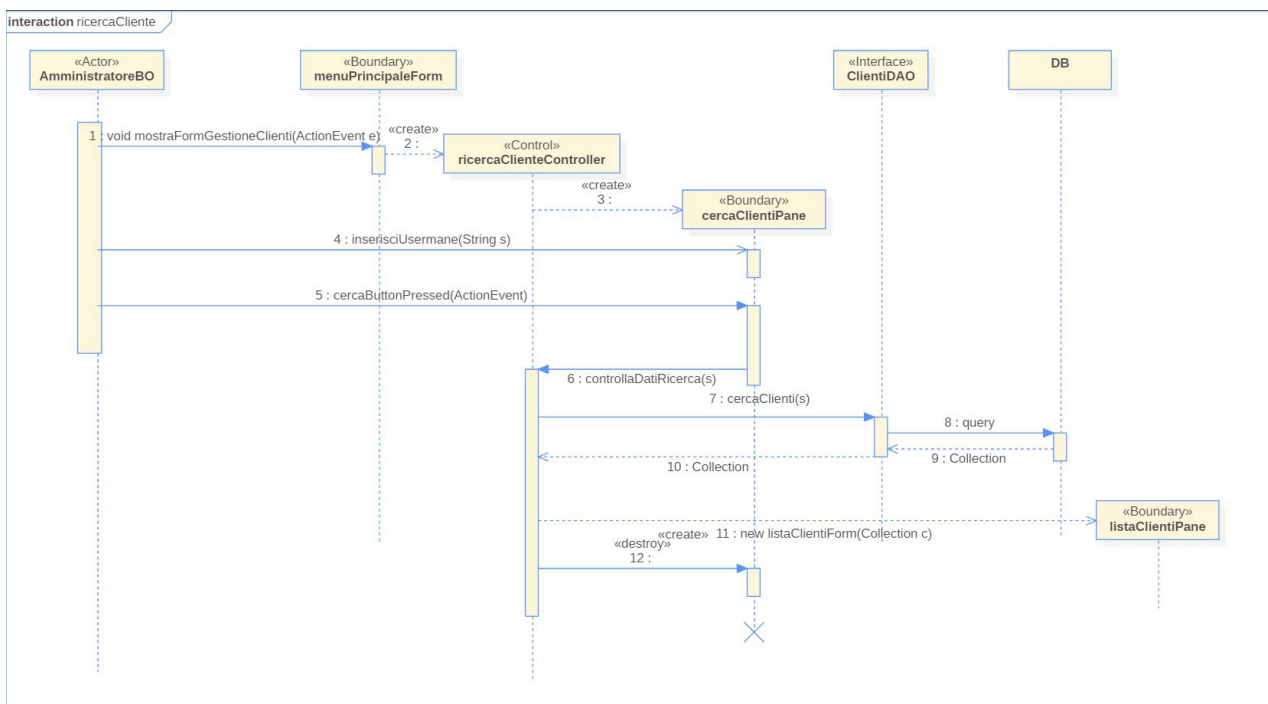 interaction ricercaCliente
«Actor»
AmministratoreBO
«Boundary»
menuPrincipaleForm
«Interface»
ClientiDAO
DB
1 : void mostraFormGestioneClienti(ActionEvent e)
«create»
2 :
«Control»
ricercaClienteController
«create»
3 :
«Boundary»
cercaClientiPane
4 : inserisciUsermane(String s)
5 : cercaButtonPressed(ActionEvent)
6 : controllaDatiRicerca(s)
7 : cercaClienti(s)
8 : query
9 : Collection
10 : Collection
«Boundary»
listaClientiPane
«create»
11 : new listaClientiForm(Collection c)
«destroy»
12 :